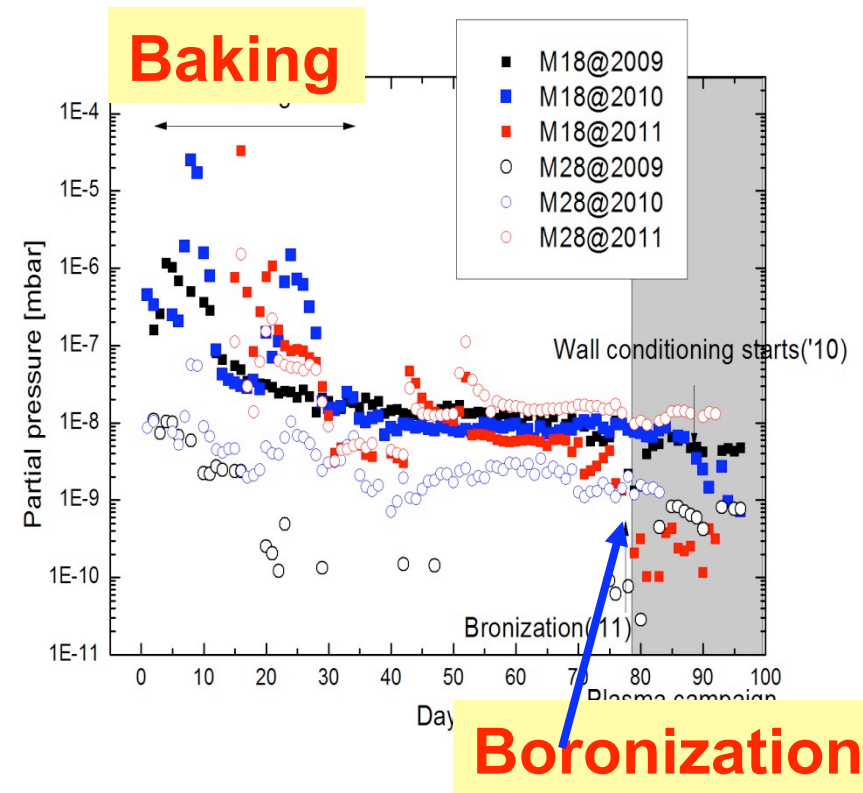 Baking
M18@2009
M18@2010
M18@2011
M28@2009
M28@2010
M28@2011
1E-4
1E-5
1E-6
1E-7
1E-8
1E-9
1E-10
1E-11
Partial pressure [mbar]
Wall conditioning starts('10)
Bronization('11)
0 10 20 30 40 50 60 70 80 90 100
Day
Plasma campaign
Boronization